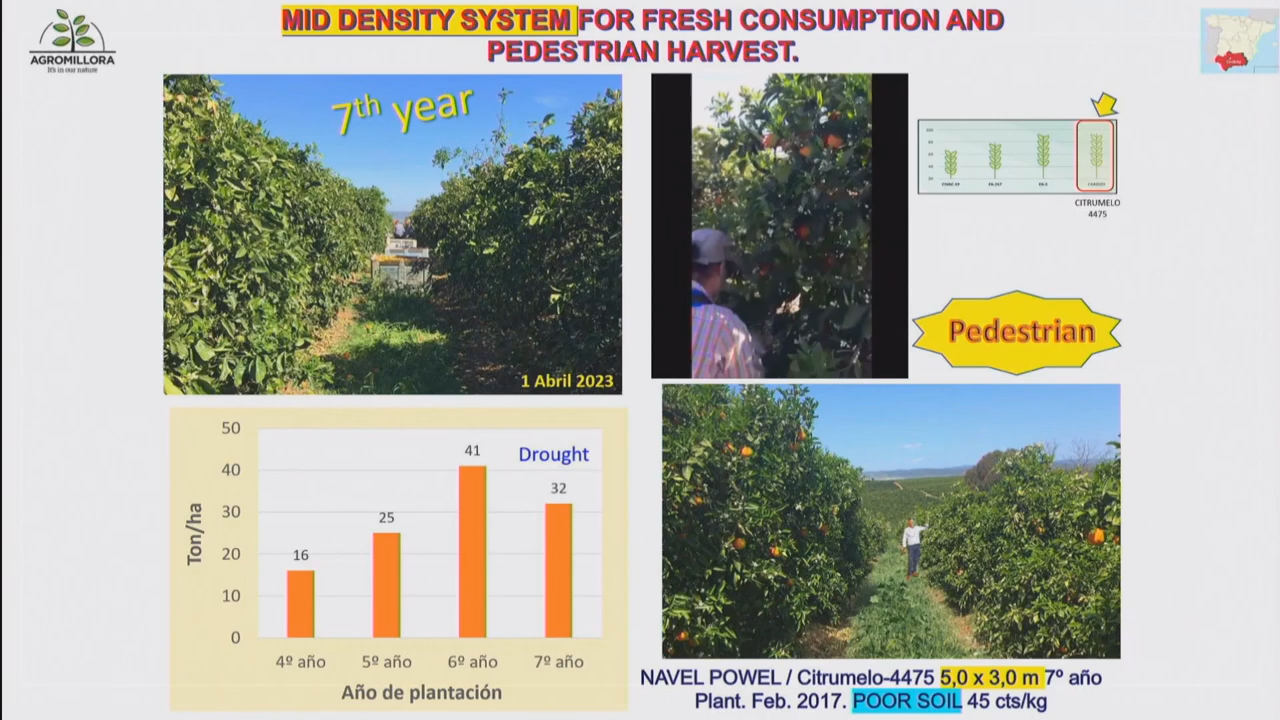 MID DENSITY SYSTEM FOR FRESH CONSUMPTION AND
PEDESTRIAN HARVEST.
AGROMILLORA
It's in our nature
7th year
1 Abril 2023
CITRUMELO
4475
Pedestrian
50
40
30
20
10
0
Ton/ha
16
25
41
32
Drought
4º año
5º año
6º año
7º año
Año de plantación
NAVEL POWEL / Citrumelo-4475 5,0 x 3,0 m 7º año
Plant. Feb. 2017. POOR SOIL 45 cts/kg